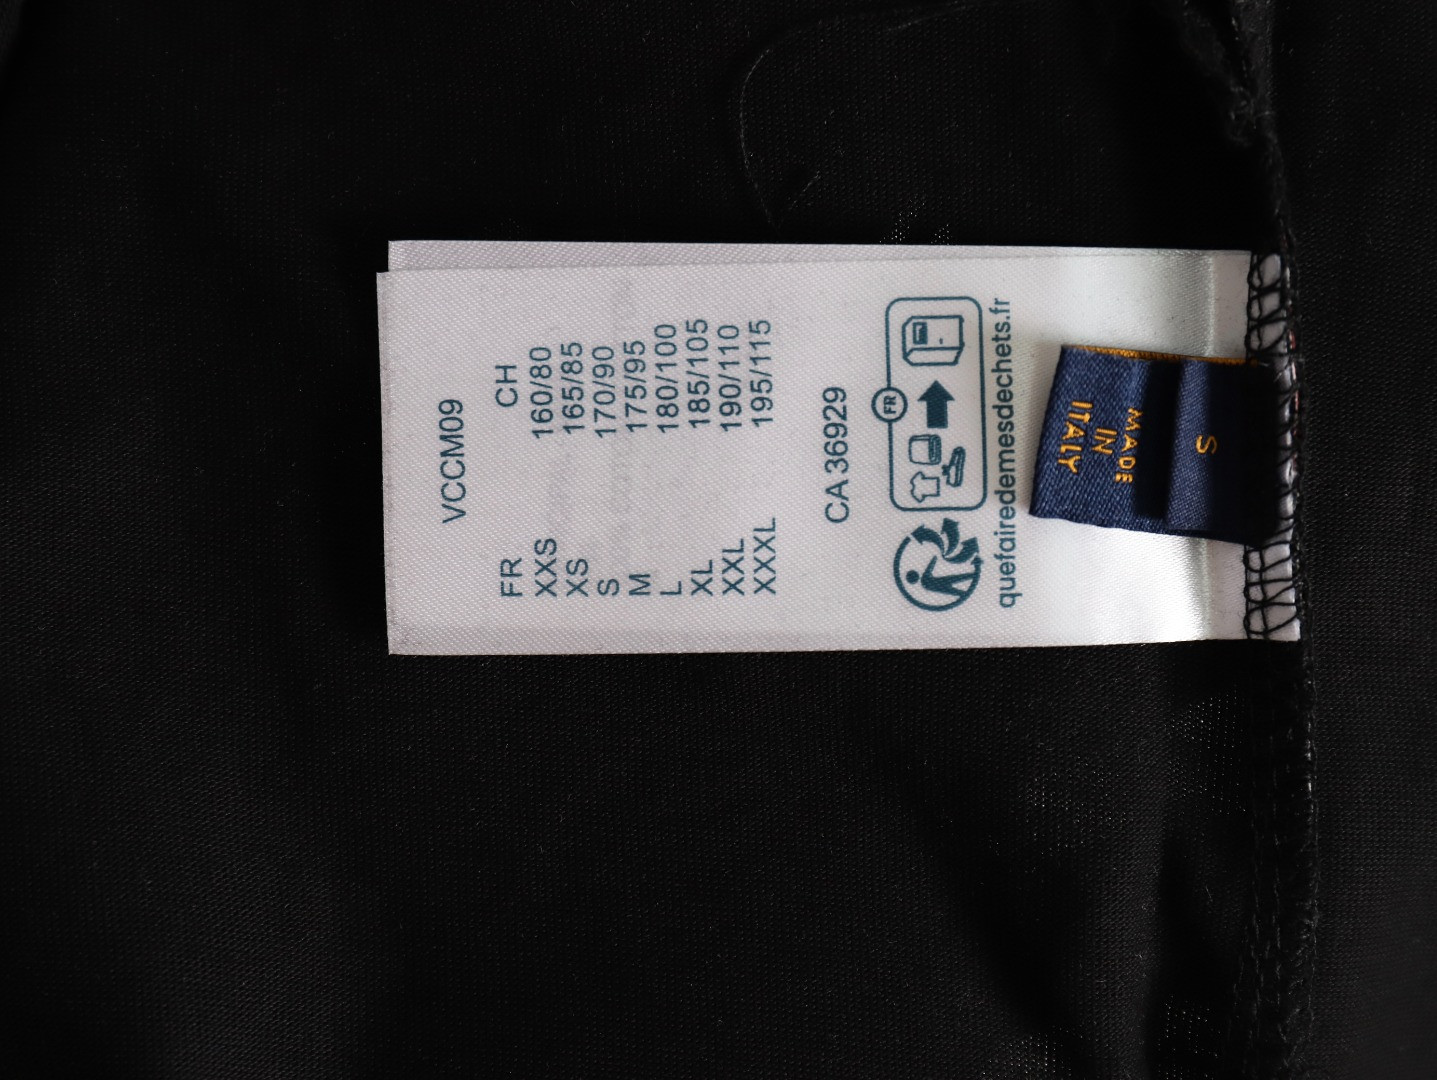 VCCM09
FR CH
XXS 160/80
XS 165/85
S 170/90
M 175/95
L 180/100
XL 185/105
XXL 190/110
XXXL 195/115
CA 36929
FR
quefairedemesdechets.fr
S
MADE
IN
ITALY